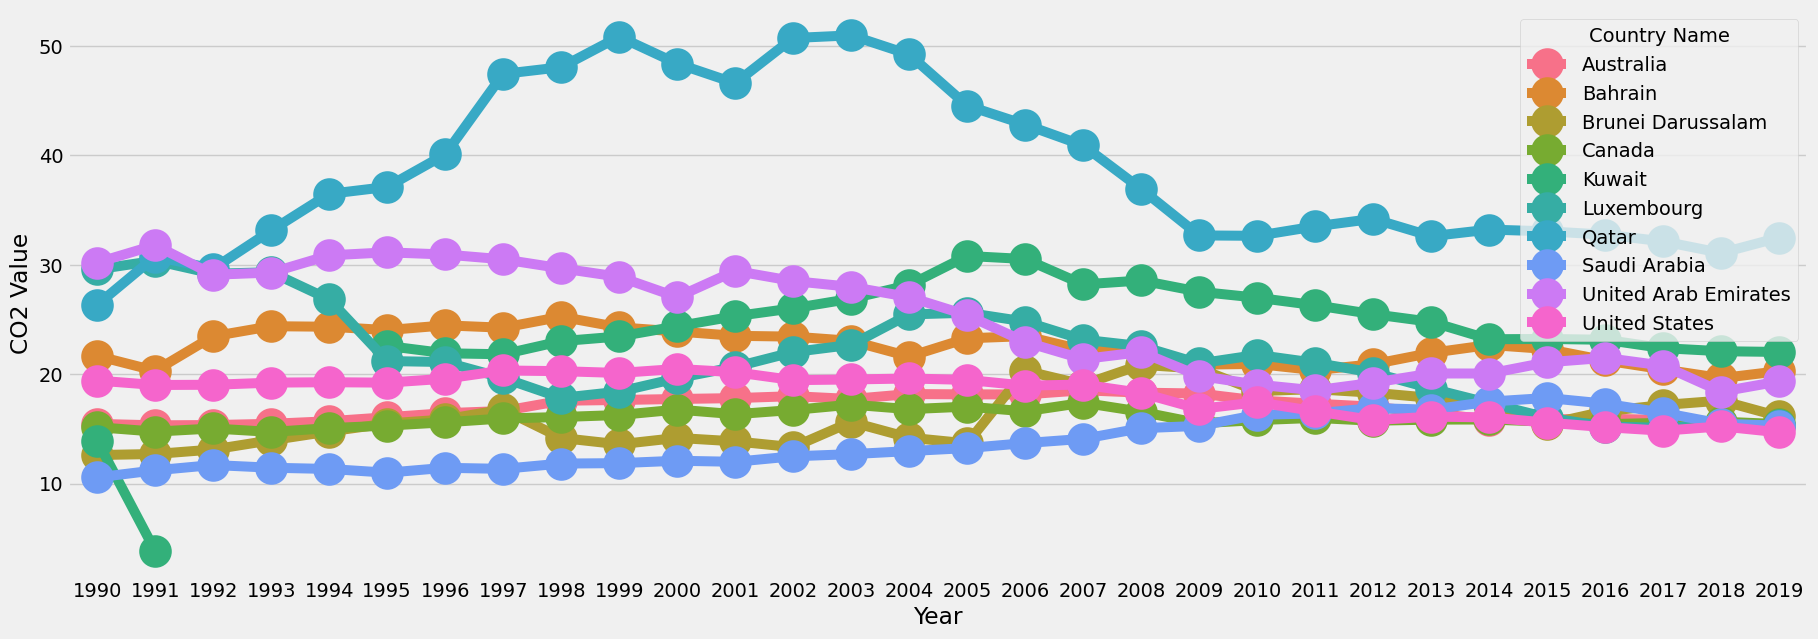 Country Name
Australia
Bahrain
Brunei Darussalam
Canada
Kuwait
Luxembourg
Qatar
Saudi Arabia
United Arab Emirates
United States
CO2 Value
50
40
30
20
10
1990 1991 1992 1993 1994 1995 1996 1997 1998 1999 2000 2001 2002 2003 2004 2005 2006 2007 2008 2009 2010 2011 2012 2013 2014 2015 2016 2017 2018 2019
Year